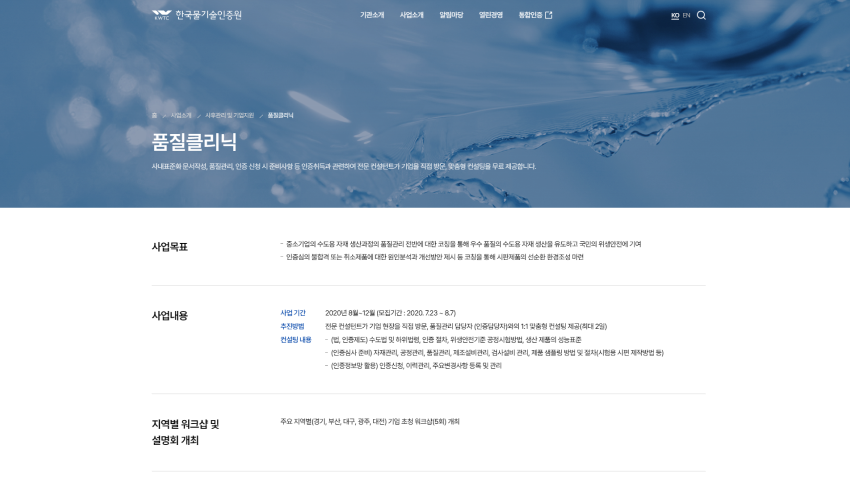 KWTC 한국물기술인증원
기관소개 사업소개 알림마당 열린경영 통합인증
KO EN
홈 사업소개 사후관리 및 기업지원 품질클리닉
품질클리닉
사내표준화 문서작성, 품질관리, 인증 신청 시 준비사항 등 인증취득과 관련하여 전문 컨설턴트가 기업을 직접 방문, 맞춤형 컨설팅을 무료 제공합니다.
사업목표
- 중소기업의 수도용 자재 생산과정의 품질관리 전반에 대한 코칭을 통해 우수 품질의 수도용 자재 생산을 유도하고 국민의 위생안전에 기여
- 인증심의 불합격 또는 취소제품에 대한 원인분석과 개선방안 제시 등 코칭을 통해 시판제품의 선순환 환경조성 마련
사업내용
사업 기간 2020년 8월~12월 (모집기간 : 2020. 7.23 ~ 8.7)
추진방법 전문 컨설턴트가 기업 현장을 직접 방문, 품질관리 담당자 (인증담당자)와의 1:1 맞춤형 컨설팅 제공(최대 2일)
컨설팅 내용 - (법, 인증제도) 수도법 및 하위법령, 인증 절차, 위생안전기준 공정시험방법, 생산 제품의 성능표준
- (인증심사 준비) 자재관리, 공정관리, 품질관리, 제조설비관리, 검사설비 관리, 제품 샘플링 방법 및 절차(시험용 시편 제작방법 등)
- (인증정보망 활용) 인증신청, 이력관리, 주요변경사항 등록 및 관리
지역별 워크샵 및
설명회 개최
주요 지역별(경기, 부산, 대구, 광주, 대전) 기업 초청 워크샵(5회) 개최